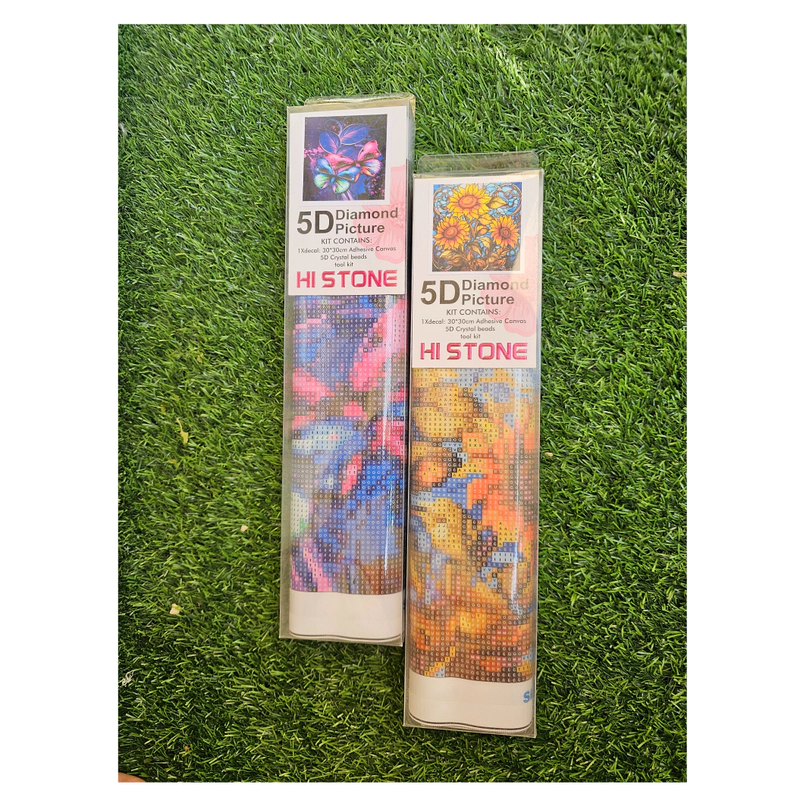 5D Diamond
Picture
KIT CONTAINS:
1Xdecal: 30*30cm Adhesive Canvas
5D Crystal beads
tool kit
HI STONE
5D Diamond
Picture
KIT CONTAINS:
1Xdecal: 30*30cm Adhesive Canvas
5D Crystal beads
tool kit
HI STONE